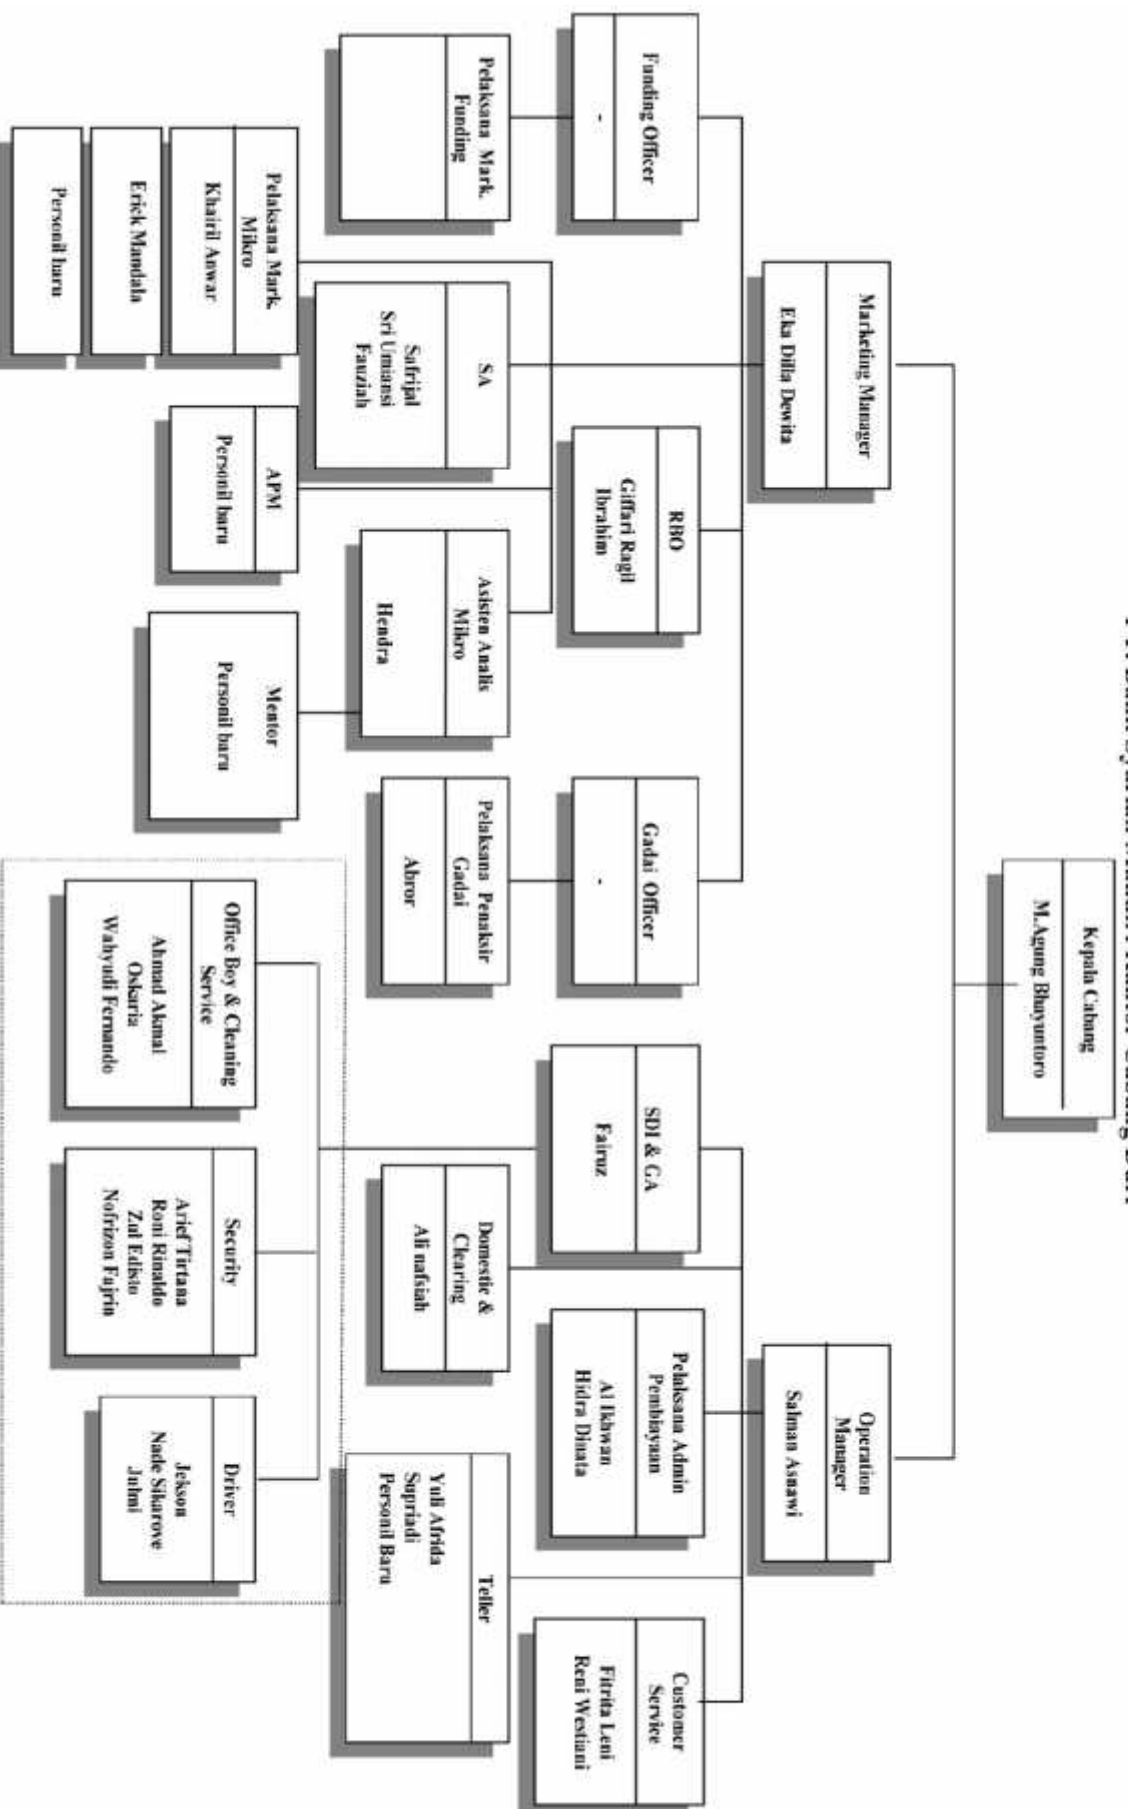 Kepala Cabang
M.Agung Bhayuntoro
Marketing Manager
Eka Dilla Dewita
Operation
Manager
Salman Asnawi
Funding Officer
-
RBO
Giffari Ragil
Ibrahim
Gadai Officer
-
SDI & GA
Fairuz
Pelaksana Admin
Pembiayaan
Al Ikhwan
Hidra Dinata
Customer
Service
Fitrita Leni
Reni Westiani
Pelaksana Mark.
Funding
SA
Safrijal
Sri Umiansi
Fauziah
Asisten Analis
Mikro
Hendra
Pelaksana Penaksir
Gadai
Abror
Domestic &
Clearing
Ali nafsiah
Teller
Yuli Afrida
Supriadi
Personil Baru
Pelaksana Mark.
Mikro
Khairil Anwar
Erick Mandala
Personil baru
APM
Personil baru
Mentor
Personil baru
Office Boy & Cleaning
Service
Ahmad Akmal
Oskaria
Wahyudi Fernando
Security
Arief Tirtana
Roni Rinaldo
Zul Edisto
Nofrizon Fajrin
Driver
Jekson
Nade Sikarove
Julmi